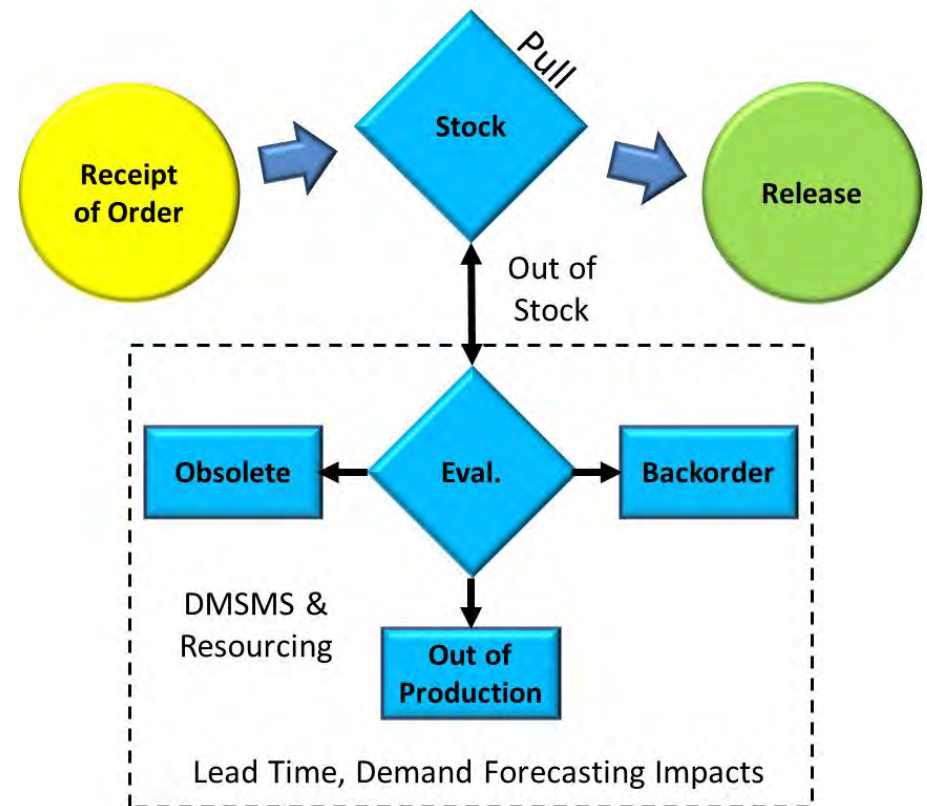 Pull
Stock
Receipt
of Order
Release
Out of
Stock
Obsolete
Eval.
Backorder
DMSMS &
Resourcing
Out of
Production
Lead Time, Demand Forecasting Impacts